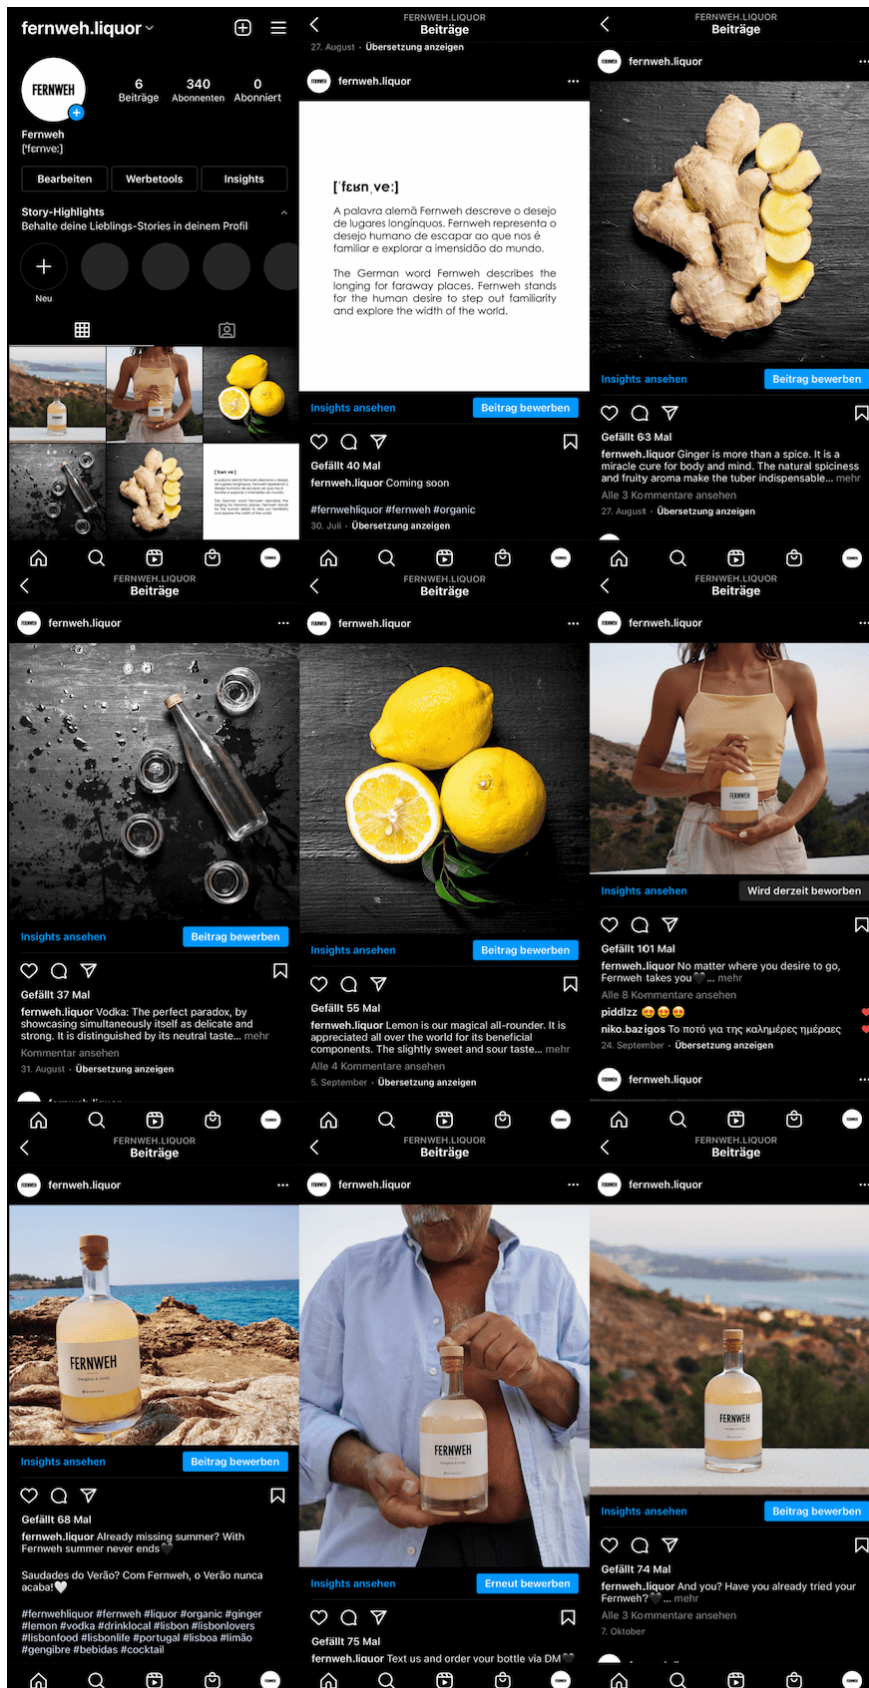 fernweh.liquor
FERNWEH
6
340
0
Beiträge
Abonnenten
Abonniert
Fernweh
['fɛrnveː]
Bearbeiten
Werbetools
Insights
Story-Highlights
Behalte deine Lieblings-Stories in deinem Profil
Neu
FERNWEH.LIQUOR
Beiträge
27. August · Übersetzung anzeigen
fernweh.liquor
[ˈfɛʁnˌveː]
A palavra alemã Fernweh descreve o desejo
de lugares longínquos. Fernweh representa o
desejo humano de escapar ao que nos é
familiar e explorar a imensidão do mundo.
The German word Fernweh describes the
longing for faraway places. Fernweh stands
for the human desire to step out familiarity
and explore the width of the world.
Insights ansehen
Beitrag bewerben
Gefällt 40 Mal
fernweh.liquor Coming soon
#fernwehliquor #fernweh #organic
30. Juli · Übersetzung anzeigen
FERNWEH.LIQUOR
Beiträge
fernweh.liquor
Insights ansehen
Beitrag bewerben
Gefällt 63 Mal
fernweh.liquor Ginger is more than a spice. It is a
miracle cure for body and mind. The natural spiciness
and fruity aroma make the tuber indispensable... mehr
Alle 3 Kommentare ansehen
27. August · Übersetzung anzeigen
FERNWEH.LIQUOR
Beiträge
fernweh.liquor
Insights ansehen
Beitrag bewerben
Gefällt 37 Mal
fernweh.liquor Vodka: The perfect paradox, by
showcasing simultaneously itself as delicate and
strong. It is distinguished by its neutral taste... mehr
Kommentar ansehen
31. August · Übersetzung anzeigen
FERNWEH.LIQUOR
Beiträge
fernweh.liquor
Insights ansehen
Beitrag bewerben
Gefällt 55 Mal
fernweh.liquor Lemon is our magical all-rounder. It is
appreciated all over the world for its beneficial
components. The slightly sweet and sour taste... mehr
Alle 4 Kommentare ansehen
5. September · Übersetzung anzeigen
FERNWEH.LIQUOR
Beiträge
fernweh.liquor
FERNWEH
Insights ansehen
Wird derzeit beworben
Gefällt 101 Mal
fernweh.liquor No matter where you desire to go,
Fernweh takes you🖤... mehr
Alle 8 Kommentare ansehen
piddlzz 😍😍😍
niko.bazigos Το ποτό για της καλημέρες ημέραες
24. September · Übersetzung anzeigen
fernweh.liquor
FERNWEH.LIQUOR
Beiträge
fernweh.liquor
FERNWEH
Insights ansehen
Beitrag bewerben
Gefällt 68 Mal
fernweh.liquor Already missing summer? With
Fernweh summer never ends🖤
Saudades do Verão? Com Fernweh, o Verão nunca
acaba!🤍
#fernwehliquor #fernweh #liquor #organic #ginger
#lemon #vodka #drinklocal #lisbon #lisbonlovers
#lisbonfood #lisbonlife #portugal #lisboa #limão
#gengibre #bebidas #cocktail
FERNWEH.LIQUOR
Beiträge
fernweh.liquor
FERNWEH
Insights ansehen
Erneut bewerben
Gefällt 75 Mal
fernweh.liquor Text us and order your bottle via DM🖤
FERNWEH.LIQUOR
Beiträge
fernweh.liquor
FERNWEH
Insights ansehen
Beitrag bewerben
Gefällt 74 Mal
fernweh.liquor And you? Have you already tried your
Fernweh?🖤... mehr
Alle 3 Kommentare ansehen
7. Oktober